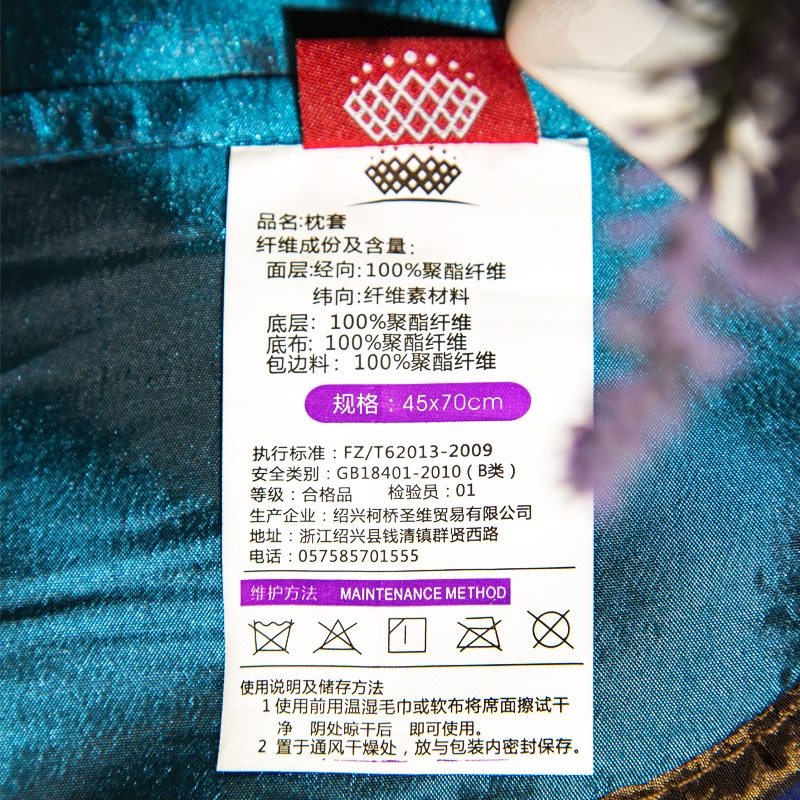 品名:枕套
纤维成份及含量:
面层:经向:100%聚酯纤维
纬向:纤维素材料
底层: 100%聚酯纤维
底布: 100%聚酯纤维
包边料: 100%聚酯纤维
规格:45x70cm
执行标准:FZ/T62013-2009
安全类别:GB18401-2010(B类)
等级:合格品 检验员:01
生产企业:绍兴柯桥圣维贸易有限公司
地址:浙江绍兴县钱清镇群贤西路
电话:057585701555
维护方法 MAINTENANCE METHOD
使用说明及储存方法
1使用前用温湿毛巾或软布将席面擦试干
净 阴处晾干后 即可使用。
2 置于通风干燥处,放与包装内密封保存。